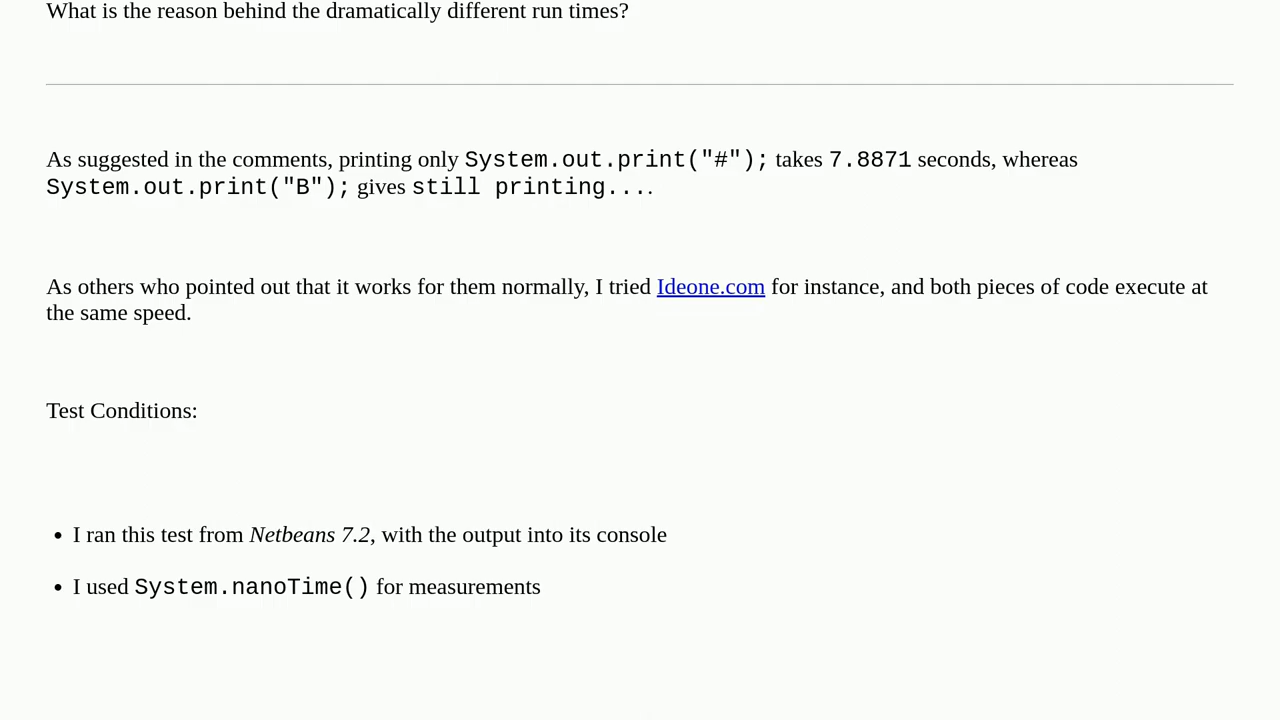 What is the reason behind the dramatically different run times?
As suggested in the comments, printing only System.out.print("#"); takes 7.8871 seconds, whereas
System.out.print("B"); gives still printing....
As others who pointed out that it works for them normally, I tried Ideone.com for instance, and both pieces of code execute at
the same speed.
Test Conditions:
• I ran this test from Netbeans 7.2, with the output into its console
• I used System.nanoTime() for measurements